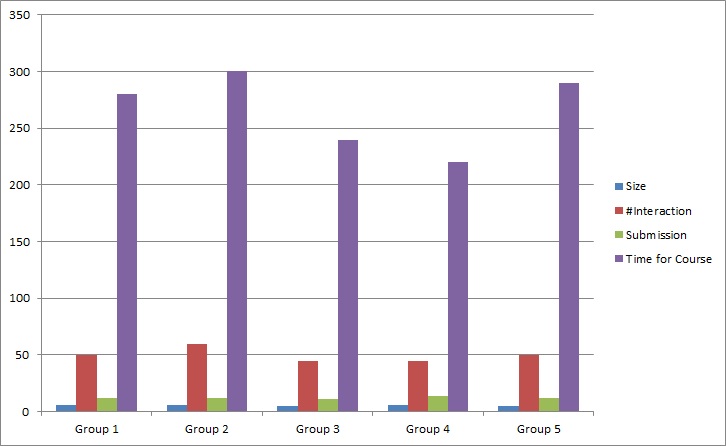 350
300
250
200
150
100
50
0
Group 1 Group 2 Group 3 Group 4 Group 5
Size
#Interaction
Submission
Time for Course